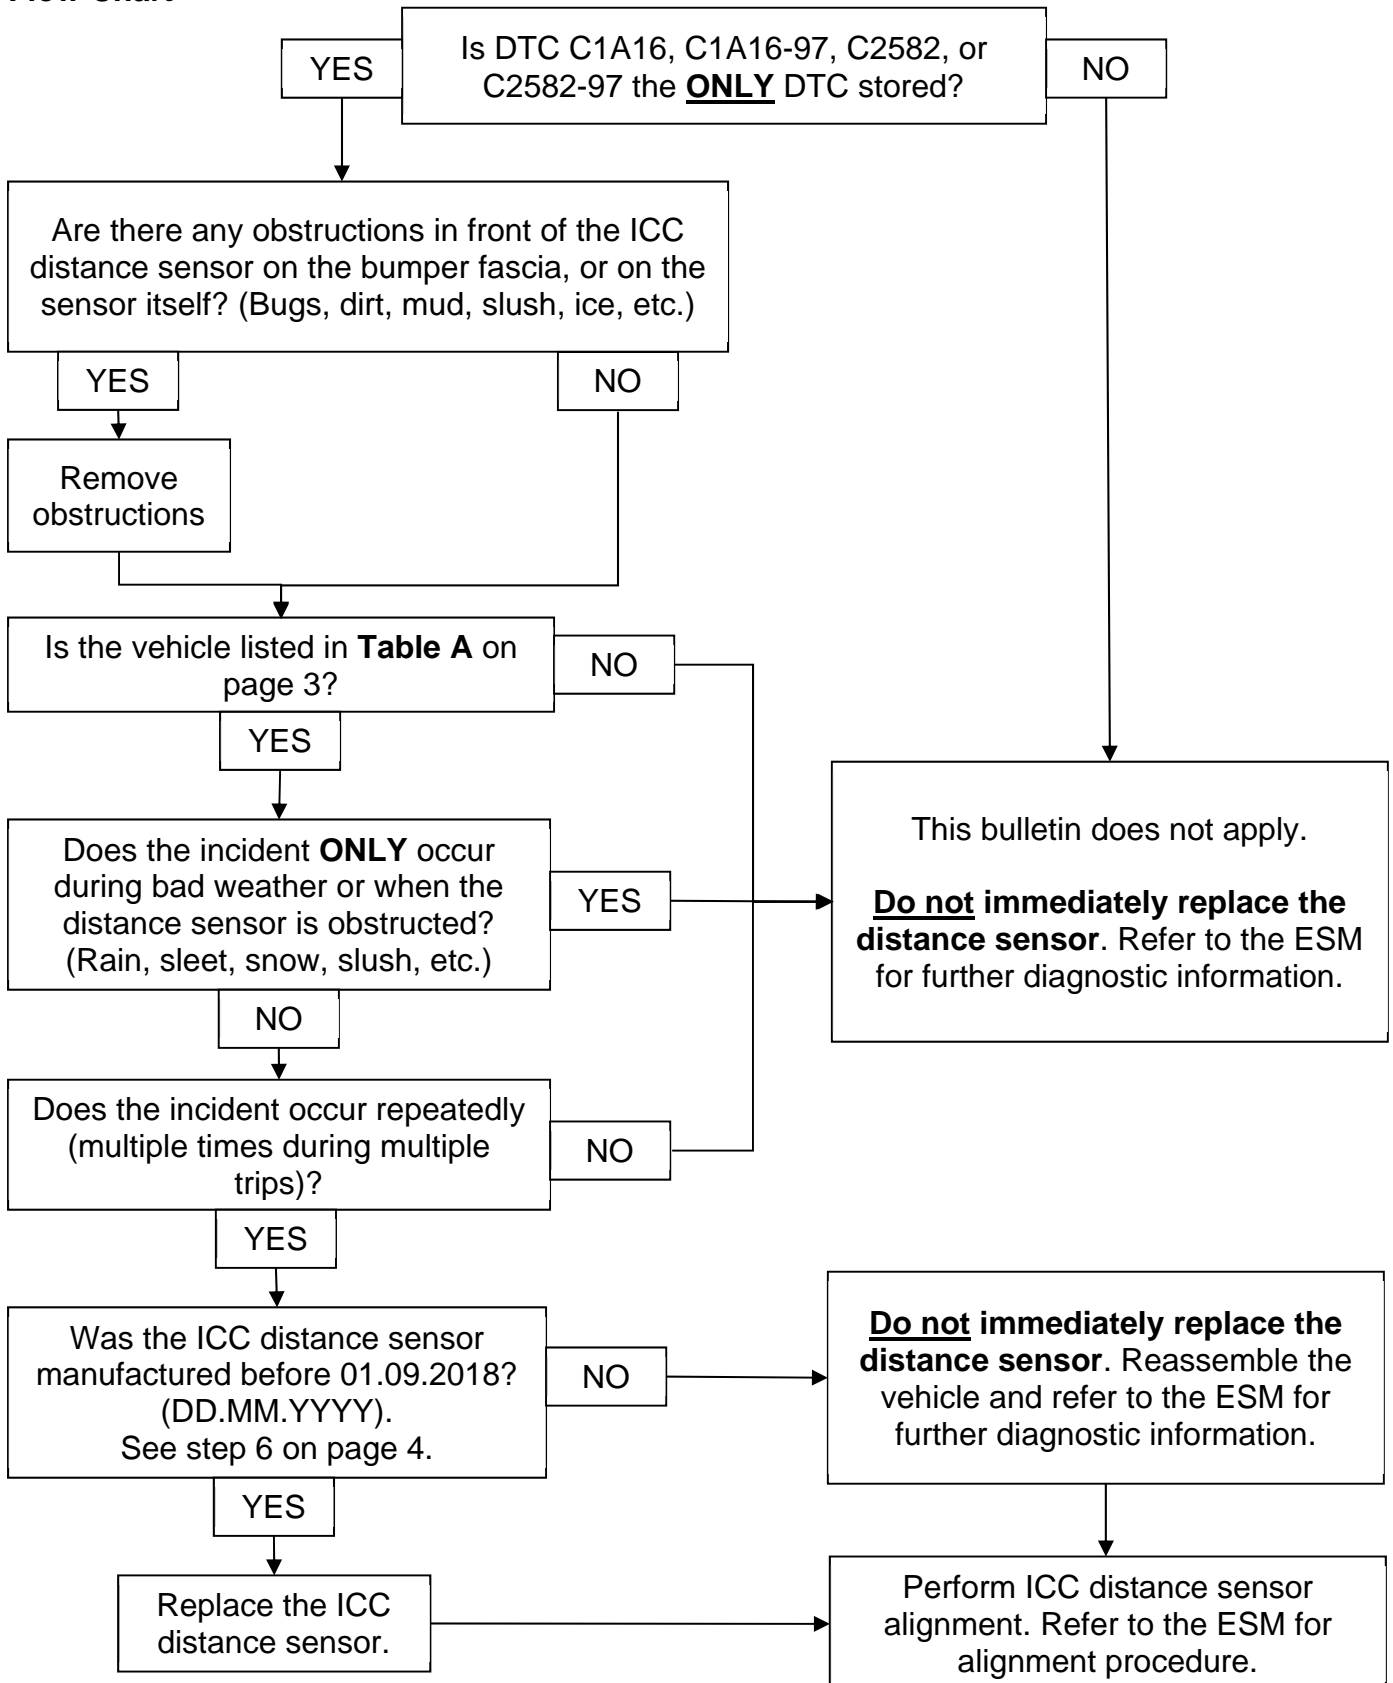 Is DTC C1A16, C1A16-97, C2582, or
C2582-97 the ONLY DTC stored?
YES
NO
Are there any obstructions in front of the ICC
distance sensor on the bumper fascia, or on the
sensor itself? (Bugs, dirt, mud, slush, ice, etc.)
YES
NO
Remove
obstructions
Is the vehicle listed in Table A on
page 3?
NO
YES
Does the incident ONLY occur
during bad weather or when the
distance sensor is obstructed?
(Rain, sleet, snow, slush, etc.)
YES
NO
This bulletin does not apply.
Do not immediately replace the
distance sensor. Refer to the ESM
for further diagnostic information.
Does the incident occur repeatedly
(multiple times during multiple
trips)?
NO
YES
Was the ICC distance sensor
manufactured before 01.09.2018?
(DD.MM.YYYY).
See step 6 on page 4.
NO
YES
Do not immediately replace the
distance sensor. Reassemble the
vehicle and refer to the ESM for
further diagnostic information.
Replace the ICC
distance sensor.
Perform ICC distance sensor
alignment. Refer to the ESM for
alignment procedure.